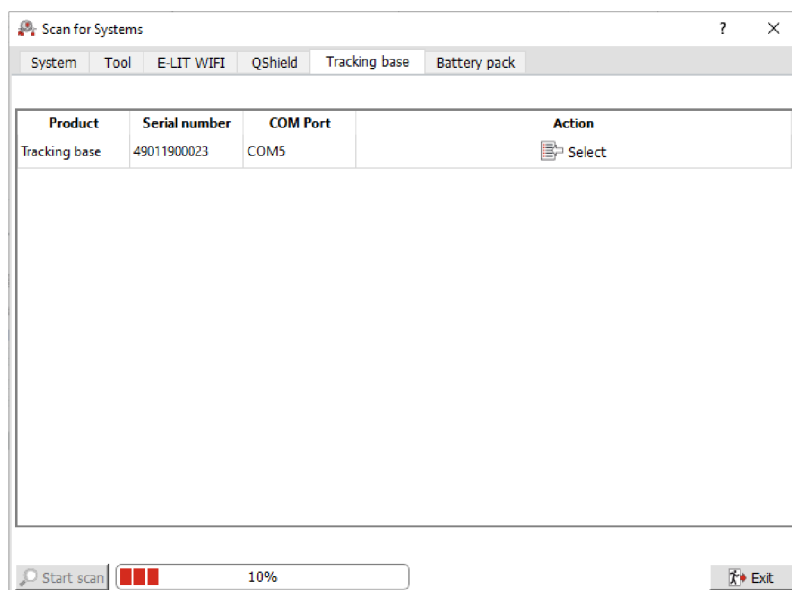 Scan for Systems ? ×
System Tool E-LIT WIFI QShield Tracking base Battery pack
Product Serial number COM Port Action
Tracking base 49011900023 COM5 Select
Start scan 10% Exit